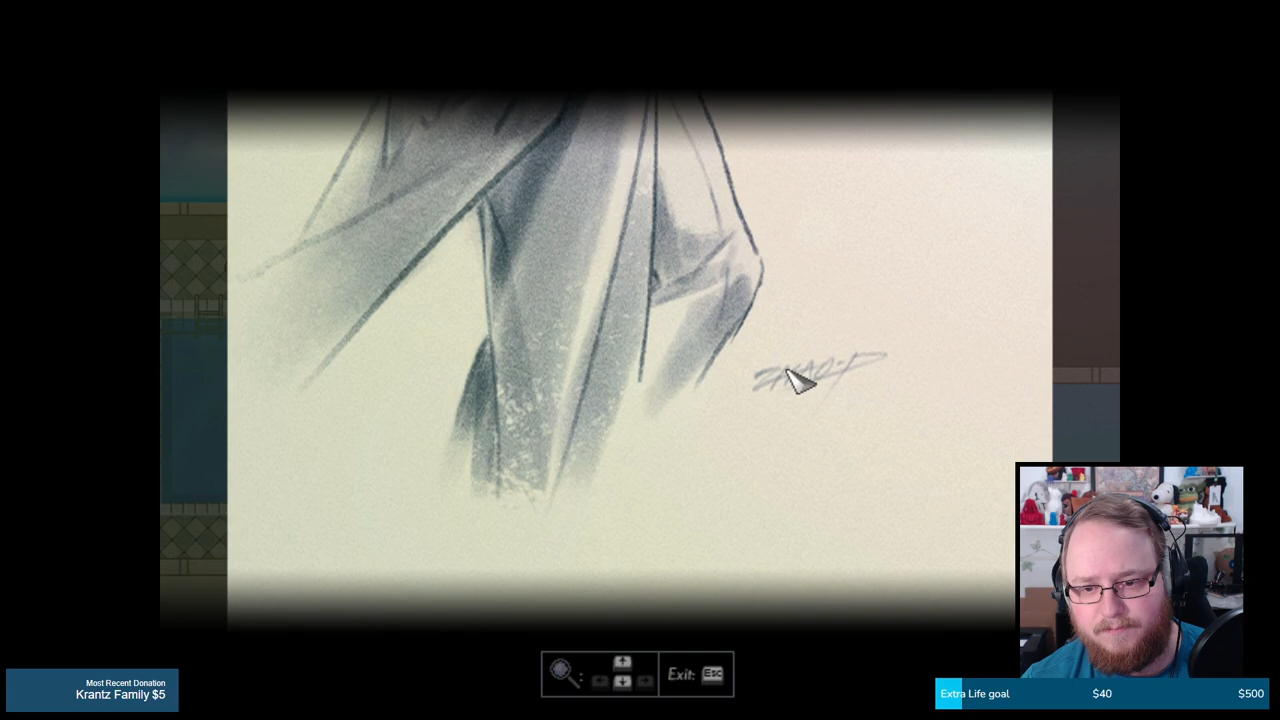 Exit: Esc
Most Recent Donation
Krantz Family $5
Extra Life goal $40 $500